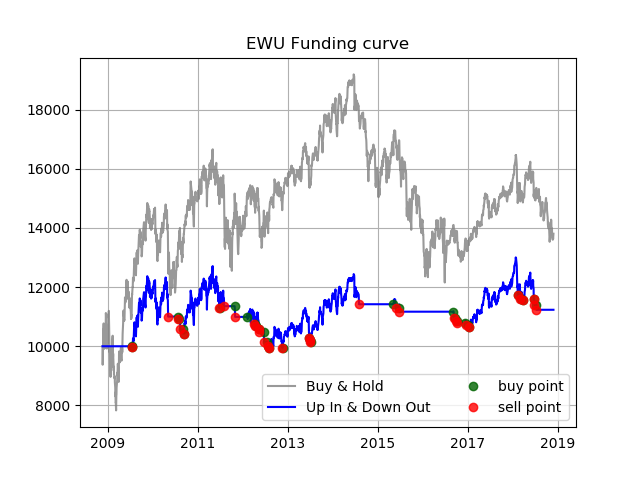 EWU Funding curve
18000
16000
14000
12000
10000
8000
2009 2011 2013 2015 2017 2019
Buy & Hold
Up In & Down Out
buy point
sell point